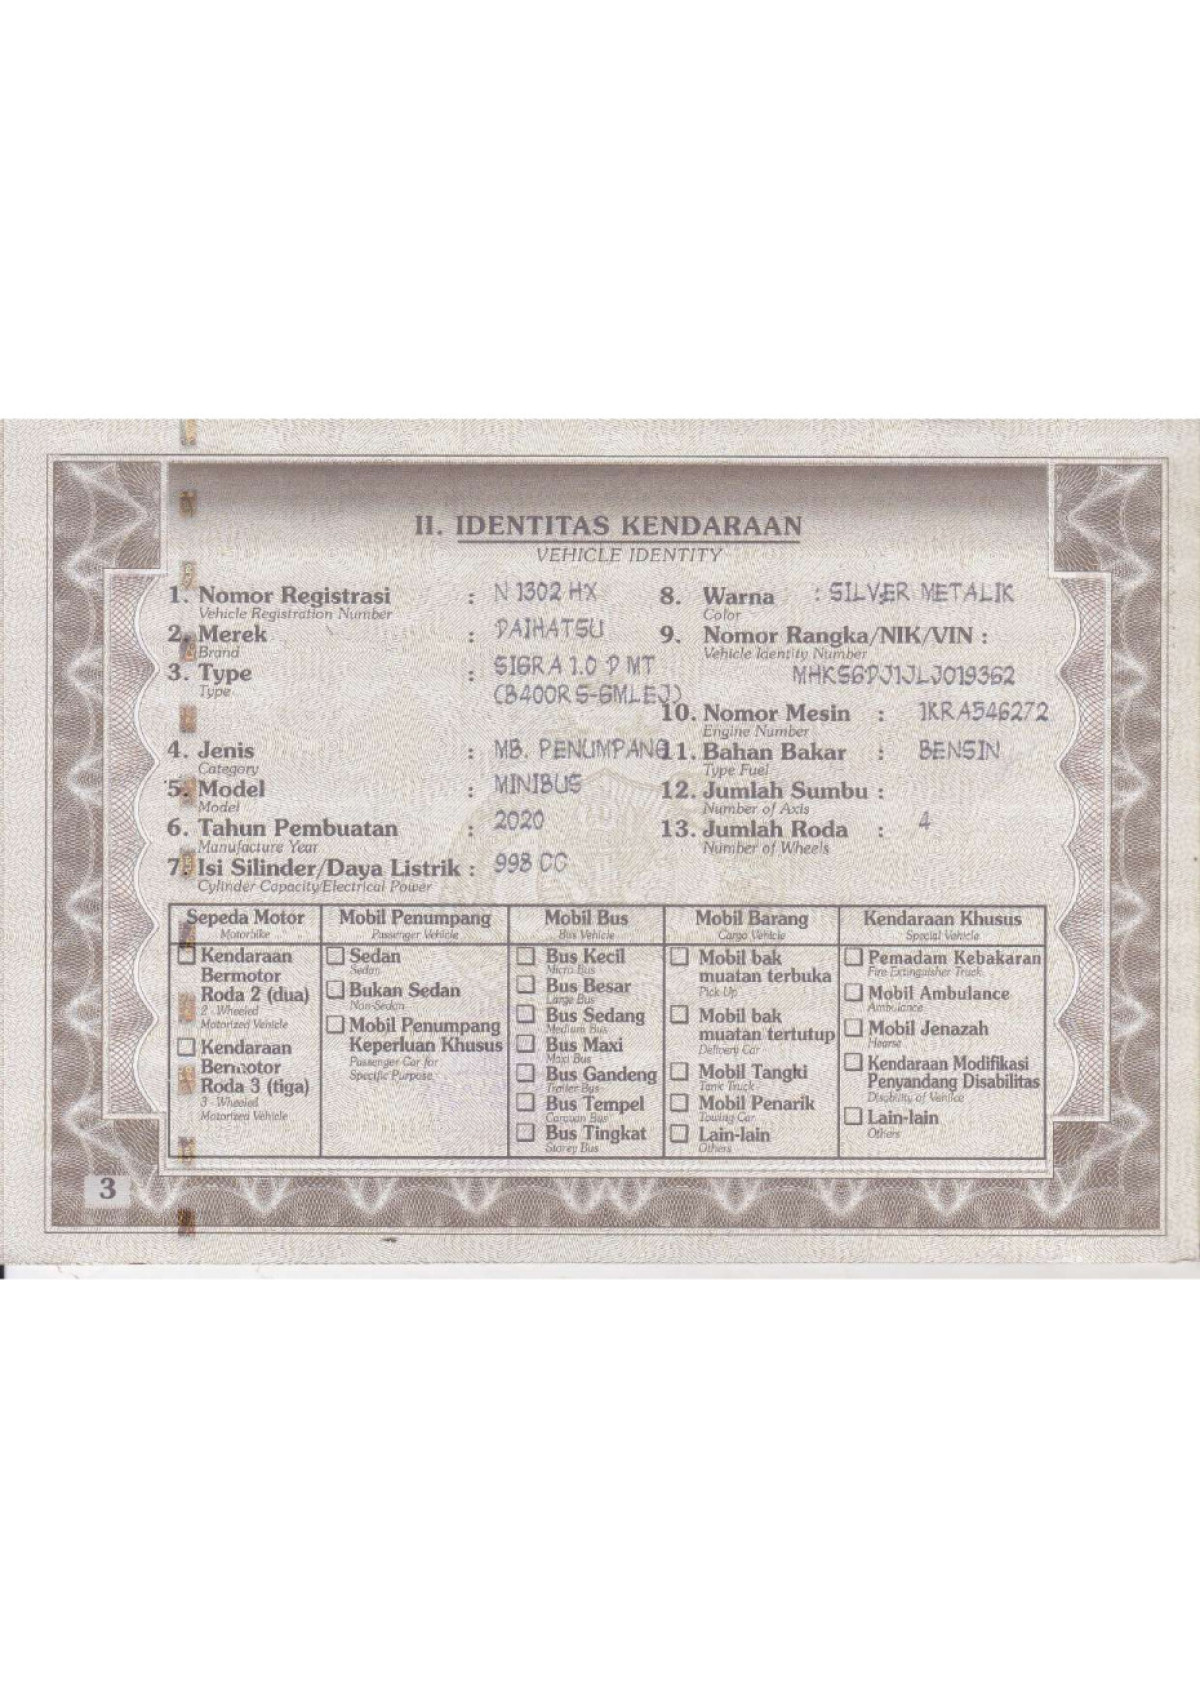 II. IDENTITAS KENDARAAN
VEHICLE IDENTITY
1. Nomor Registrasi : N 1302 HX
Vehicle Registration Number
2. Merek : DAIHATSU
Brand
3. Type : SIGRA 1.0 D MT
Type (B400RS-GMLEJ)
4. Jenis : MB. PENUMPANG
Category
5. Model : MINIBUS
Model
6. Tahun Pembuatan : 2020
Manufacture Year
7. Isi Silinder/Daya Listrik : 998 CC
Cylinder Capacity/Electrical Power
8. Warna : SILVER METALIK
Color
9. Nomor Rangka/NIK/VIN :
Vehicle Identity Number
MHKS6DJ1JLJ019362
10. Nomor Mesin : 1KRA546272
Engine Number
11. Bahan Bakar : BENSIN
Type Fuel
12. Jumlah Sumbu :
Number of Axis
13. Jumlah Roda : 4
Number of Wheels
Sepeda Motor
Motorbike
Kendaraan
Bermotor
Roda 2 (dua)
2 - Wheeled
Motorized Vehicle
Kendaraan
Bermotor
Roda 3 (tiga)
3 - Wheeled
Motorized Vehicle
Mobil Penumpang
Passenger Vehicle
Sedan
Sedan
Bukan Sedan
Non-Sedan
Mobil Penumpang
Keperluan Khusus
Passenger Car for
Specific Purpose
Mobil Bus
Bus Vehicle
Bus Kecil
Micro Bus
Bus Besar
Large Bus
Bus Sedang
Medium Bus
Bus Maxi
Maxi Bus
Bus Gandeng
Trailer Bus
Bus Tempel
Caravan Bus
Bus Tingkat
Storey Bus
Mobil Barang
Cargo Vehicle
Mobil bak
muatan terbuka
Pick Up
Mobil bak
muatan tertutup
Delivery Car
Mobil Tangki
Tank Truck
Mobil Penarik
Towing Car
Lain-lain
Others
Kendaraan Khusus
Special Vehicle
Pemadam Kebakaran
Fire Extinguisher Truck
Mobil Ambulance
Ambulance
Mobil Jenazah
Hearse
Kendaraan Modifikasi
Penyandang Disabilitas
Disability of Vehilce
Lain-lain
Others
3